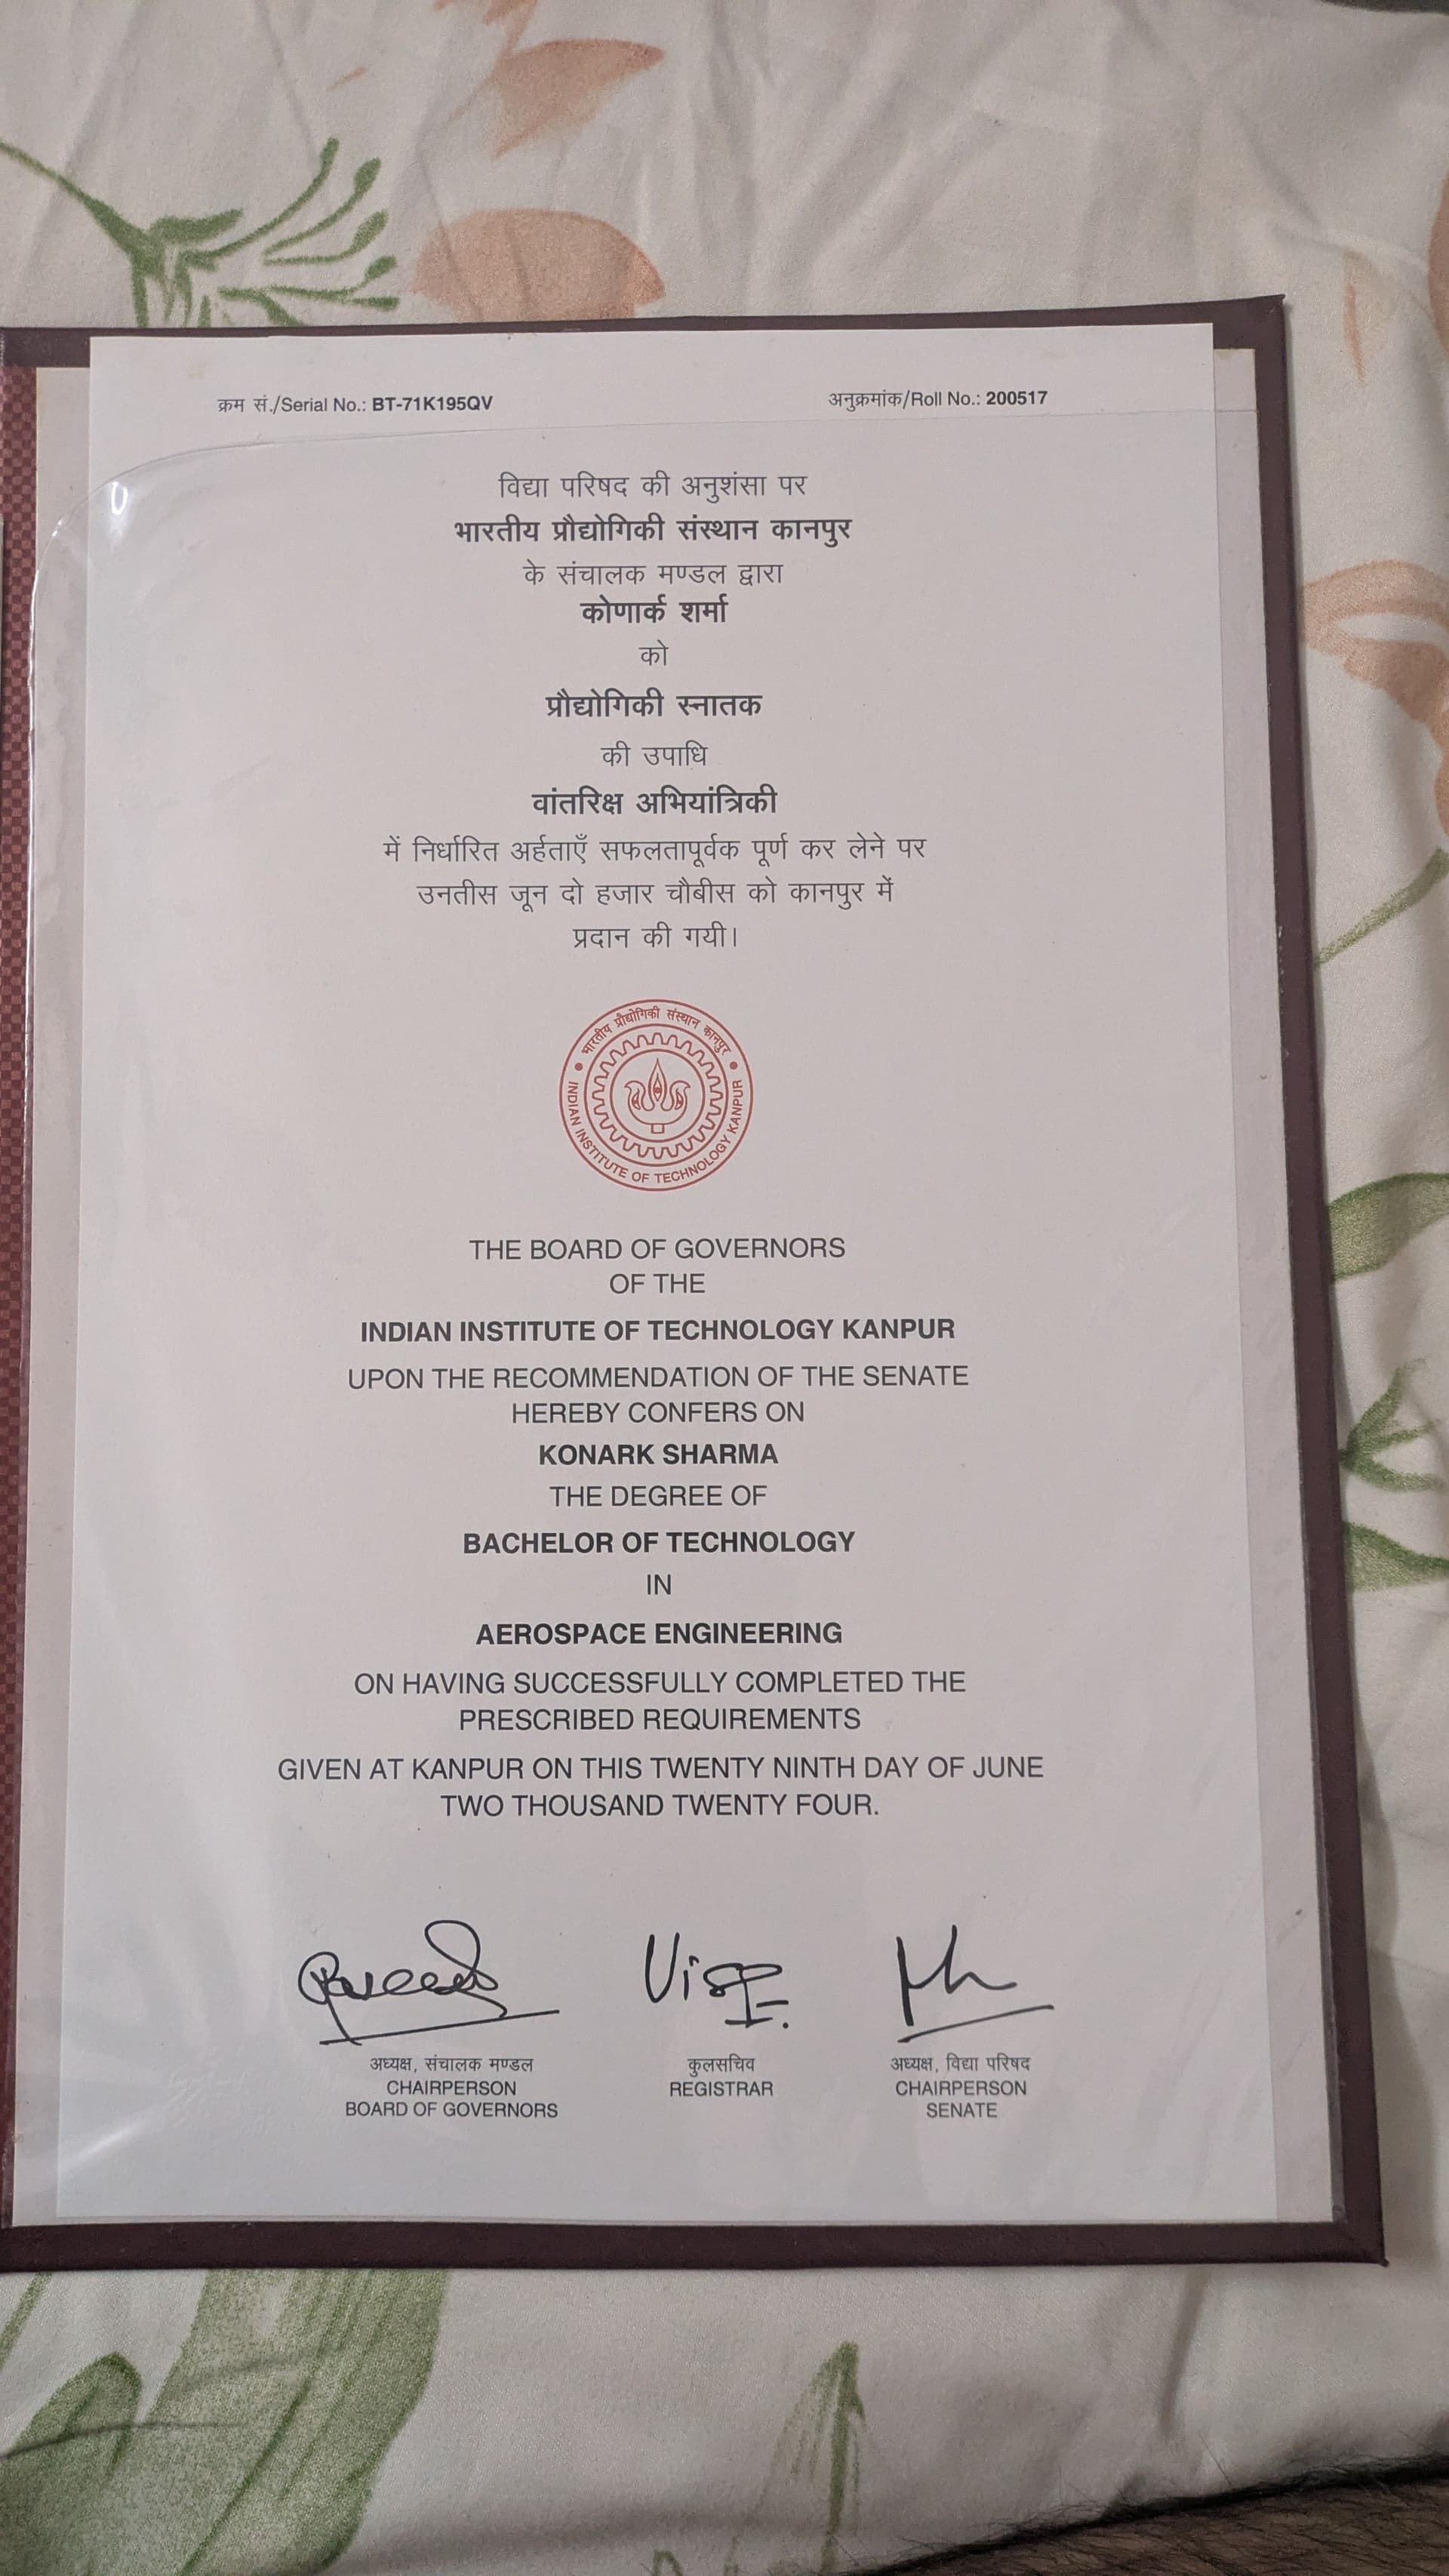 क्रम सं./Serial No.: BT-71K195QV
अनुक्रमांक/Roll No.: 200517
विद्या परिषद की अनुशंसा पर
भारतीय प्रौद्योगिकी संस्थान कानपुर
के संचालक मण्डल द्वारा
कोणार्क शर्मा
को
प्रौद्योगिकी स्नातक
की उपाधि
वांतरिक्ष अभियांत्रिकी
में निर्धारित अर्हताएँ सफलतापूर्वक पूर्ण कर लेने पर
उनतीस जून दो हजार चौबीस को कानपुर में
प्रदान की गयी।
भारतीय प्रौद्योगिकी संस्थान कानपुर
INDIAN INSTITUTE OF TECHNOLOGY KANPUR
THE BOARD OF GOVERNORS
OF THE
INDIAN INSTITUTE OF TECHNOLOGY KANPUR
UPON THE RECOMMENDATION OF THE SENATE
HEREBY CONFERS ON
KONARK SHARMA
THE DEGREE OF
BACHELOR OF TECHNOLOGY
IN
AEROSPACE ENGINEERING
ON HAVING SUCCESSFULLY COMPLETED THE
PRESCRIBED REQUIREMENTS
GIVEN AT KANPUR ON THIS TWENTY NINTH DAY OF JUNE
TWO THOUSAND TWENTY FOUR.
अध्यक्ष, संचालक मण्डल
CHAIRPERSON
BOARD OF GOVERNORS
कुलसचिव
REGISTRAR
अध्यक्ष, विद्या परिषद
CHAIRPERSON
SENATE